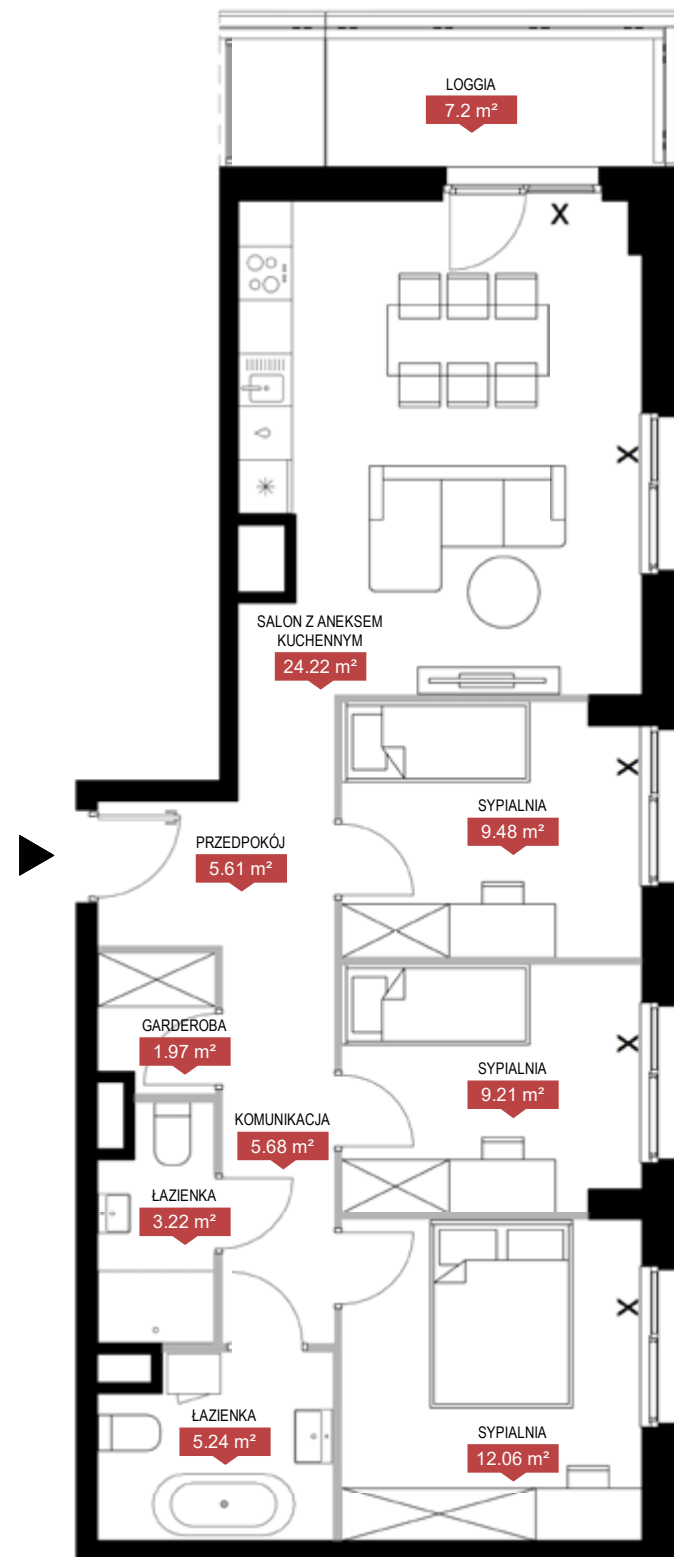 LOGGIA
7.2 m²
X
X
SALON Z ANEKSEM
KUCHENNYM
24.22 m²
X
SYPIALNIA
9.48 m²
PRZEDPOKÓJ
5.61 m²
GARDEROBA
1.97 m²
X
SYPIALNIA
9.21 m²
KOMUNIKACJA
5.68 m²
ŁAZIENKA
3.22 m²
X
ŁAZIENKA
5.24 m²
SYPIALNIA
12.06 m²